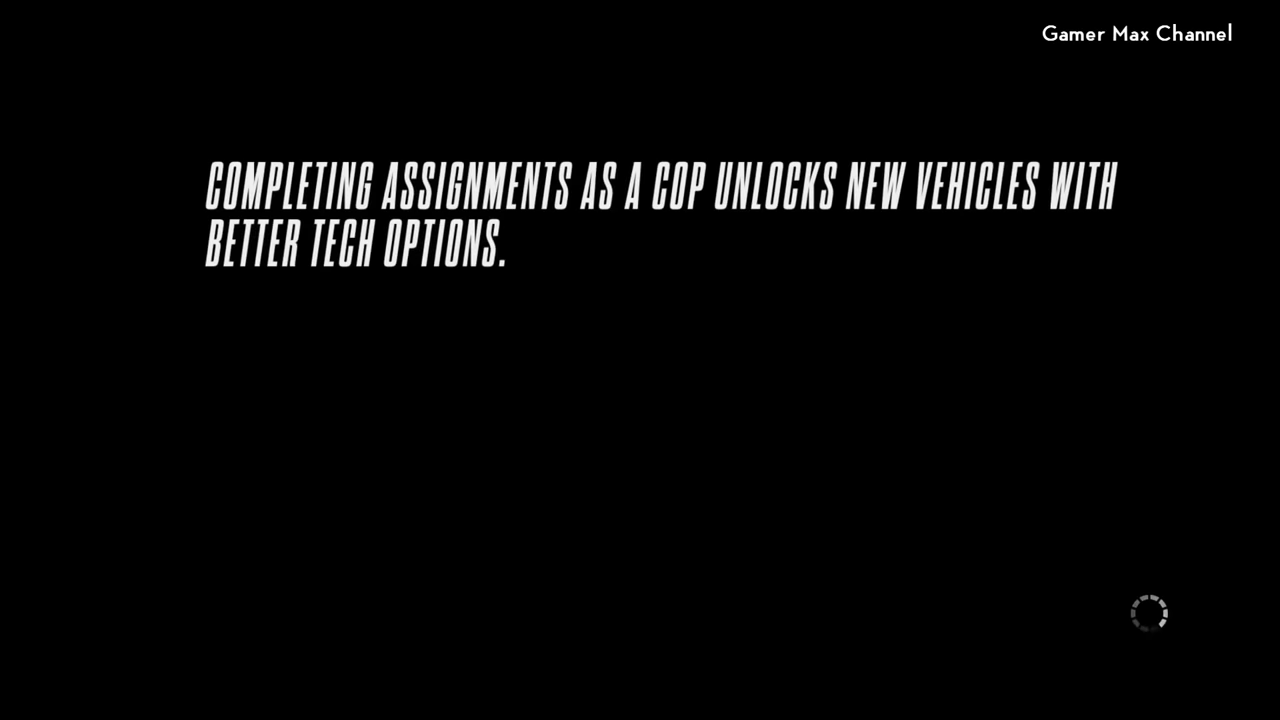 Gamer Max Channel
COMPLETING ASSIGNMENTS AS A COP UNLOCKS NEW VEHICLES WITH
BETTER TECH OPTIONS.